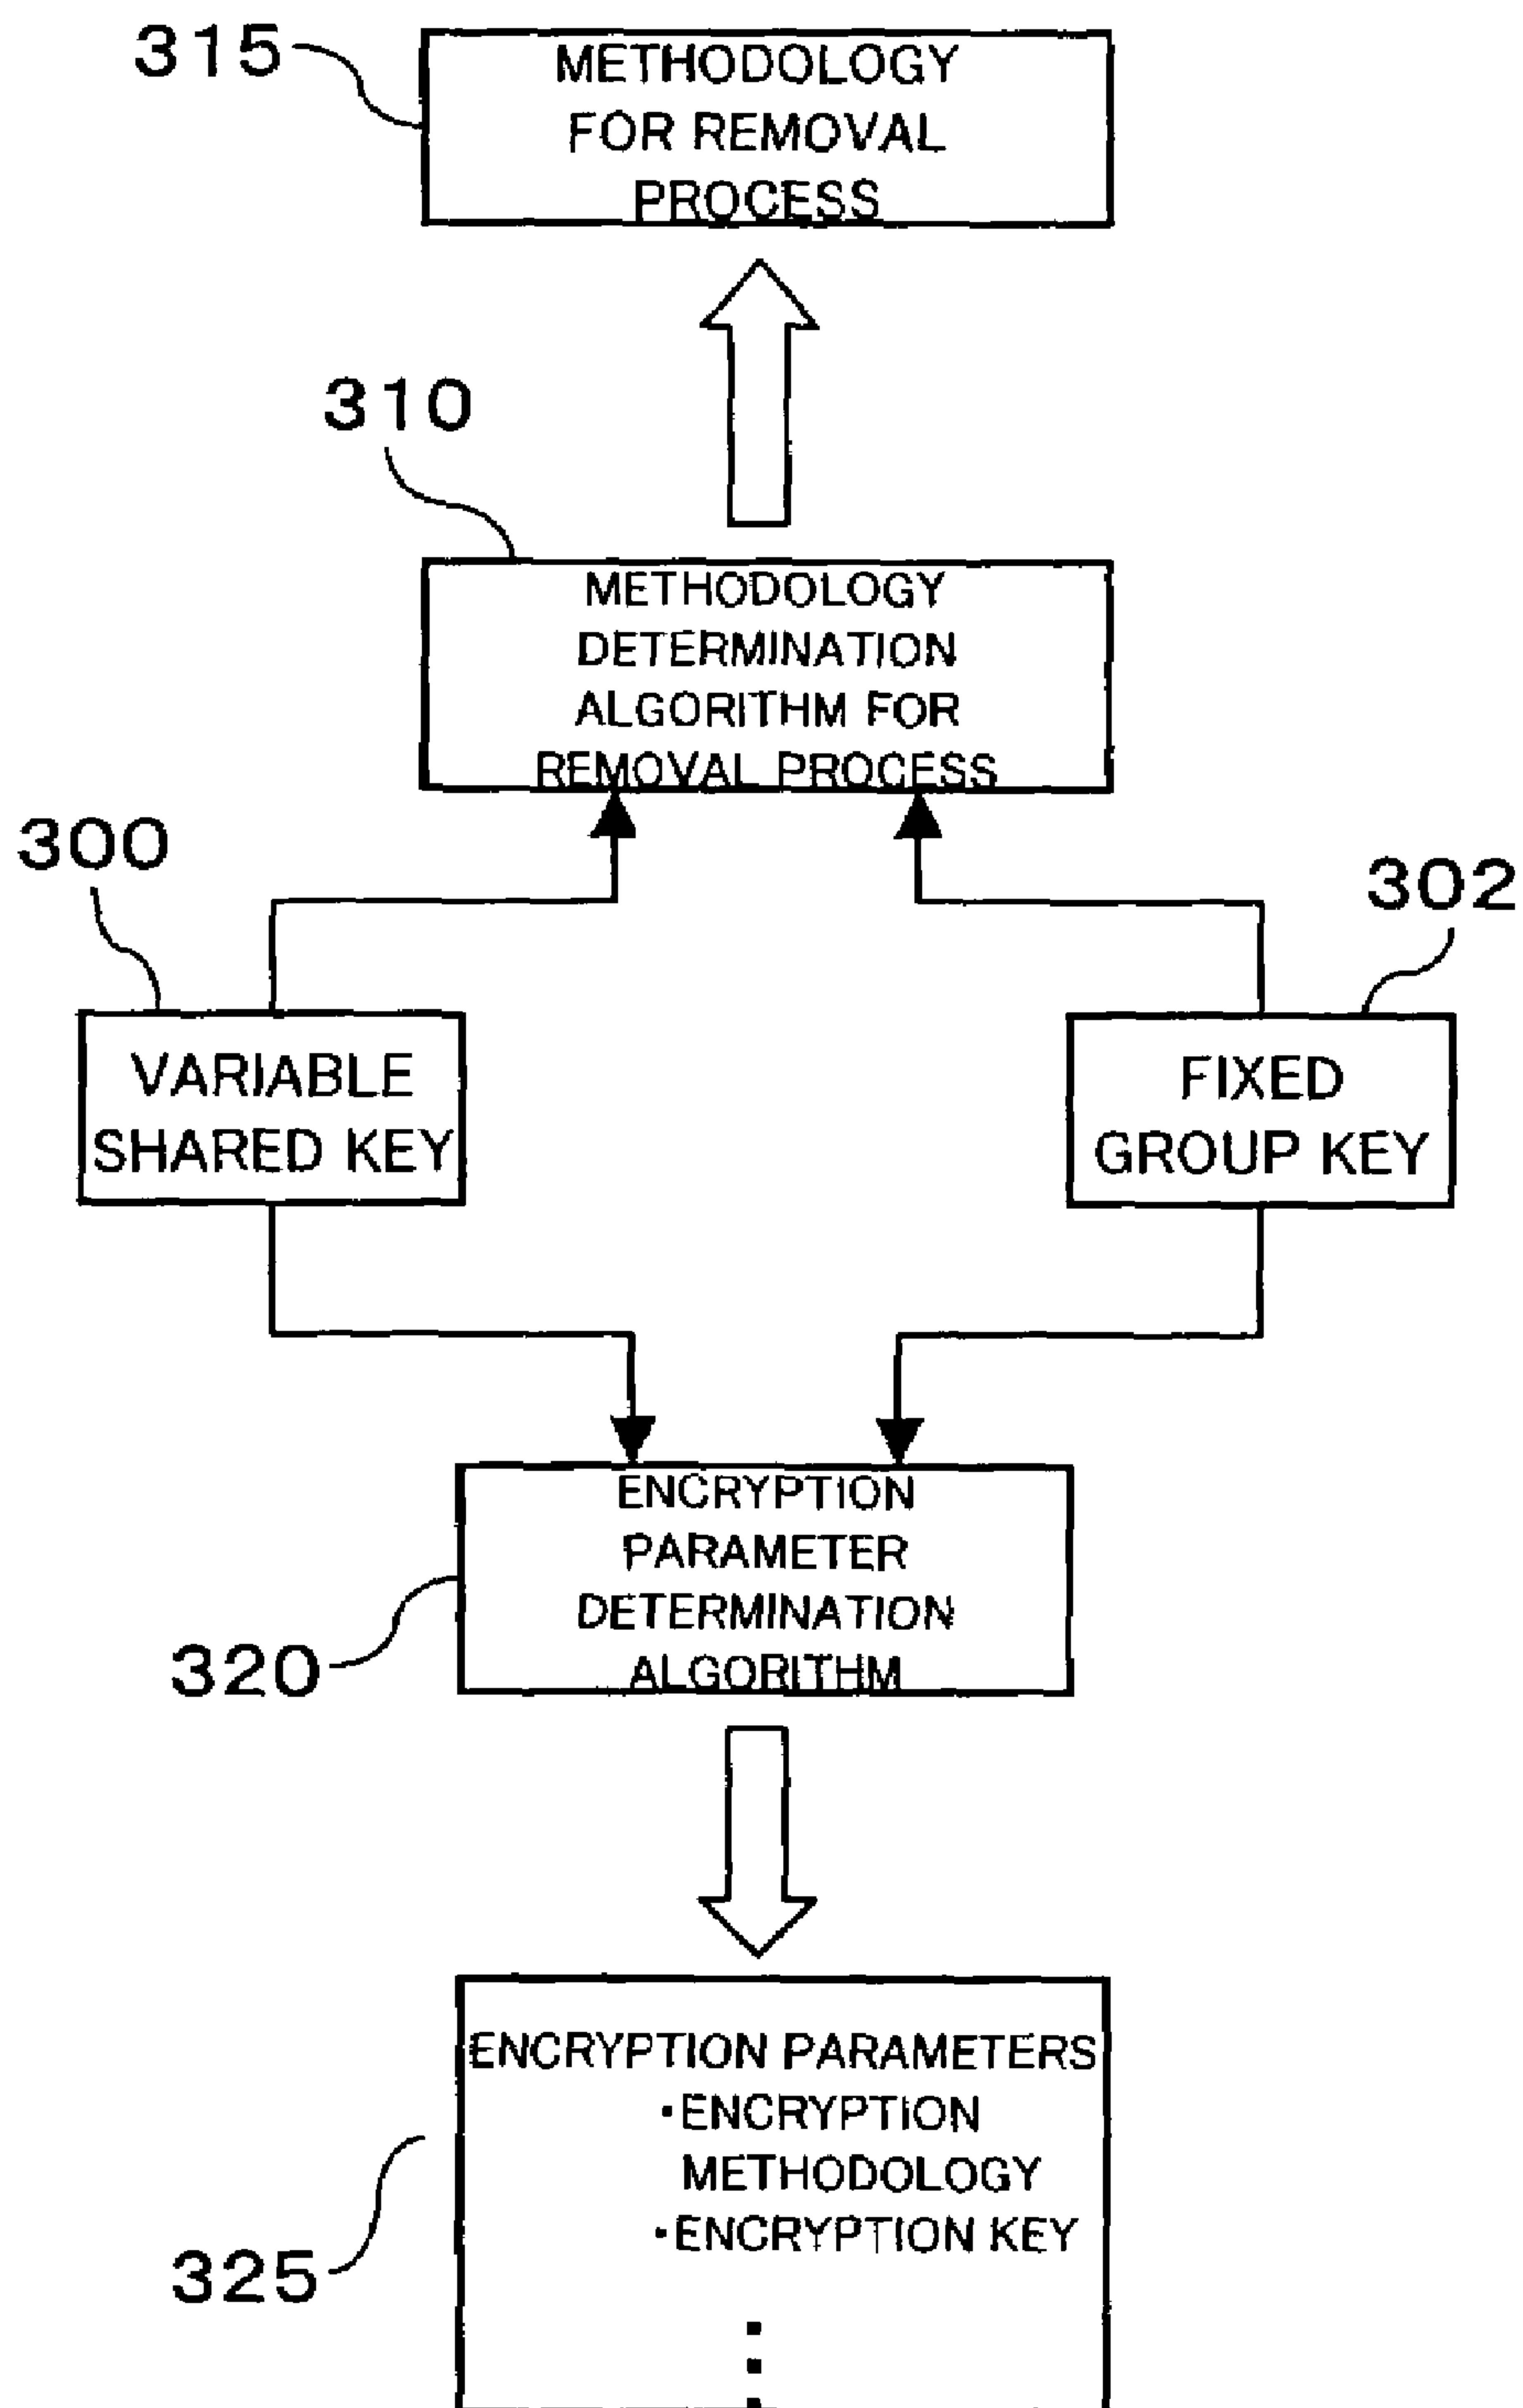 315
METHODOLOGY
FOR REMOVAL
PROCESS
310
METHODOLOGY
DETERMINATION
ALGORITHM FOR
REMOVAL PROCESS
300
302
VARIABLE
SHARED KEY
FIXED
GROUP KEY
ENCRYPTION
PARAMETER
DETERMINATION
ALGORITHM
320
ENCRYPTION PARAMETERS
・ENCRYPTION
METHODOLOGY
・ENCRYPTION KEY
325